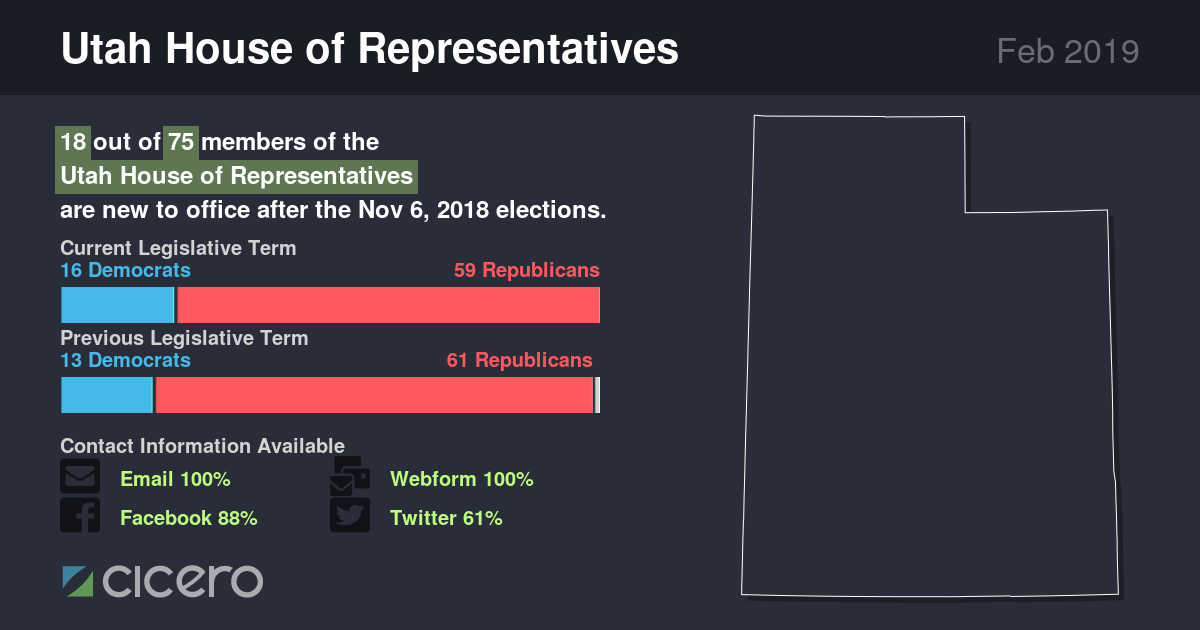 Utah House of Representatives
Feb 2019
18 out of 75 members of the
Utah House of Representatives
are new to office after the Nov 6, 2018 elections.
Current Legislative Term
16 Democrats 59 Republicans
Previous Legislative Term
13 Democrats 61 Republicans
Contact Information Available
Email 100% Webform 100%
Facebook 88% Twitter 61%
cicero